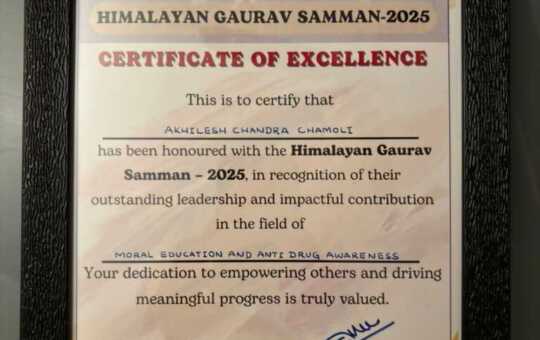 HIMALAYAN GAURAV SAMMAN-2025
CERTIFICATE OF EXCELLENCE
This is to certify that
AKHILESH CHANDRA CHAMOLI
has been honoured with the Himalayan Gaurav
Samman – 2025, in recognition of their
outstanding leadership and impactful contribution
in the field of
MORAL EDUCATION AND ANTI DRUG AWARENESS
Your dedication to empowering others and driving
meaningful progress is truly valued.